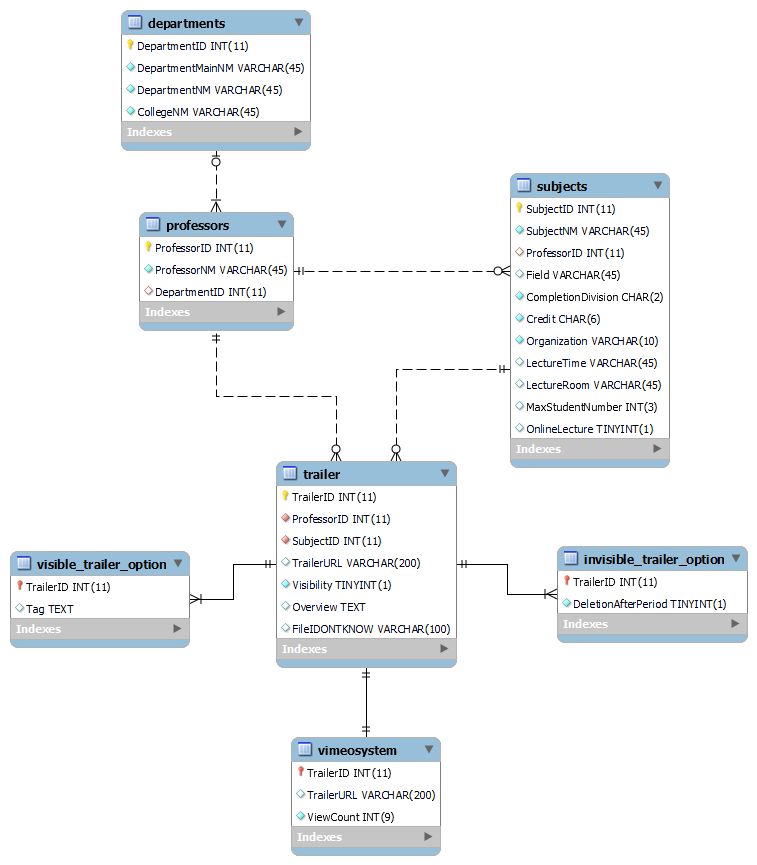 departments
DepartmentID INT(11)
DepartmentMainNM VARCHAR(45)
DepartmentNM VARCHAR(45)
CollegeNM VARCHAR(45)
Indexes
professors
ProfessorID INT(11)
ProfessorNM VARCHAR(45)
DepartmentID INT(11)
Indexes
subjects
SubjectID INT(11)
SubjectNM VARCHAR(45)
ProfessorID INT(11)
Field VARCHAR(45)
CompletionDivision CHAR(2)
Credit CHAR(6)
Organization VARCHAR(10)
LectureTime VARCHAR(45)
LectureRoom VARCHAR(45)
MaxStudentNumber INT(3)
OnlineLecture TINYINT(1)
Indexes
trailer
TrailerID INT(11)
ProfessorID INT(11)
SubjectID INT(11)
TrailerURL VARCHAR(200)
Visibility TINYINT(1)
Overview TEXT
FileIDONTKNOW VARCHAR(100)
Indexes
visible_trailer_option
TrailerID INT(11)
Tag TEXT
Indexes
invisible_trailer_option
TrailerID INT(11)
DeletionAfterPeriod TINYINT(1)
Indexes
vimeosystem
TrailerID INT(11)
TrailerURL VARCHAR(200)
ViewCount INT(9)
Indexes